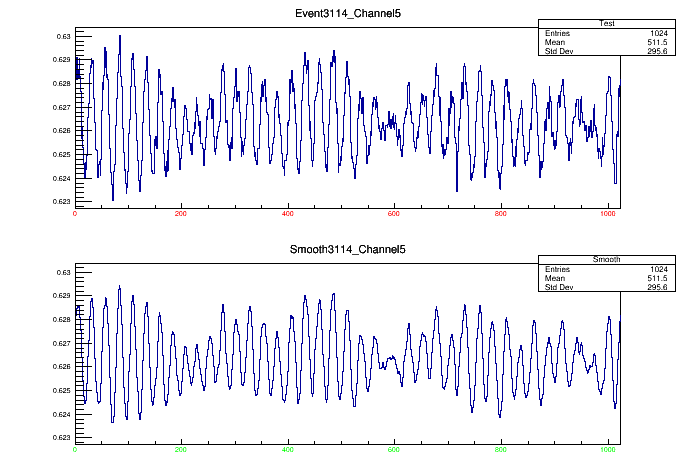 Event3114_Channel5
Test
Entries 1024
Mean 511.5
Std Dev 295.6
0.63
0.629
0.628
0.627
0.626
0.625
0.624
0.623
0 200 400 600 800 1000
Smooth3114_Channel5
Smooth
Entries 1024
Mean 511.5
Std Dev 295.6
0.63
0.629
0.628
0.627
0.626
0.625
0.624
0.623
0 200 400 600 800 1000